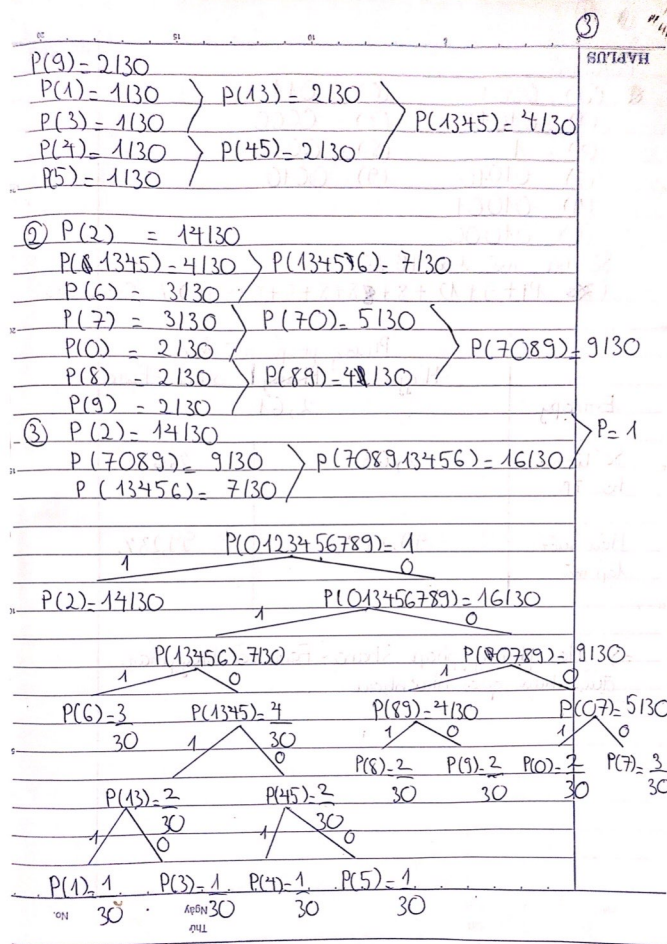 ③
HAPLUS
P(9) = 2/30
P(1) = 1/30
P(3) = 1/30
P(13) = 2/30
P(4) = 1/30
P(5) = 1/30
P(45) = 2/30
P(1345) = 4/30
② P(2) = 14/30
P(1345) = 4/30
P(6) = 3/30
P(13456) = 7/30
P(7) = 3/30
P(0) = 2/30
P(70) = 5/30
P(8) = 2/30
P(9) = 2/30
P(89) = 4/30
P(7089) = 9/30
③ P(2) = 14/30
P(7089) = 9/30
P(13456) = 7/30
P(708913456) = 16/30
P = 1
P(0123456789) = 1
1 0
P(2) = 14/30 P(013456789) = 16/30
1 0
P(13456) = 7/30 P(0789) = 9/30
1 0 1 0
P(6) = 3/30 P(1345) = 4/30 P(89) = 4/30 P(07) = 5/30
1 0 1 0 1 0
P(8) = 2/30 P(9) = 2/30 P(0) = 2/30 P(7) = 3/30
P(13) = 2/30 P(45) = 2/30
1 0 1 0
P(1) = 1/30 P(3) = 1/30 P(4) = 1/30 P(5) = 1/30
No. Ngày
Thứ